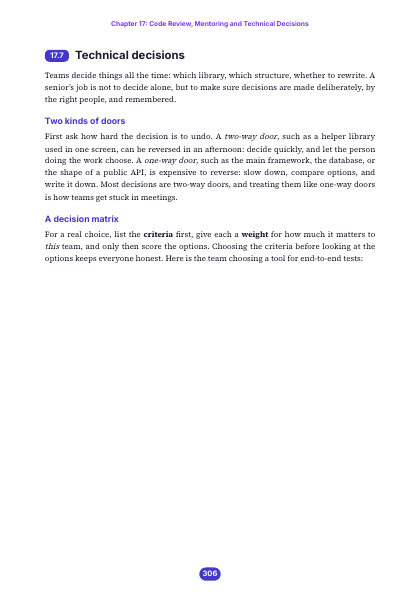 Chapter 17: Code Review, Mentoring and Technical Decisions
17.7 Technical decisions
Teams decide things all the time: which library, which structure, whether to rewrite. A
senior's job is not to decide alone, but to make sure decisions are made deliberately, by
the right people, and remembered.
Two kinds of doors
First ask how hard the decision is to undo. A two-way door, such as a helper library
used in one screen, can be reversed in an afternoon: decide quickly, and let the person
doing the work choose. A one-way door, such as the main framework, the database, or
the shape of a public API, is expensive to reverse: slow down, compare options, and
write it down. Most decisions are two-way doors, and treating them like one-way doors
is how teams get stuck in meetings.
A decision matrix
For a real choice, list the criteria first, give each a weight for how much it matters to
this team, and only then score the options. Choosing the criteria before looking at the
options keeps everyone honest. Here is the team choosing a tool for end-to-end tests:
306